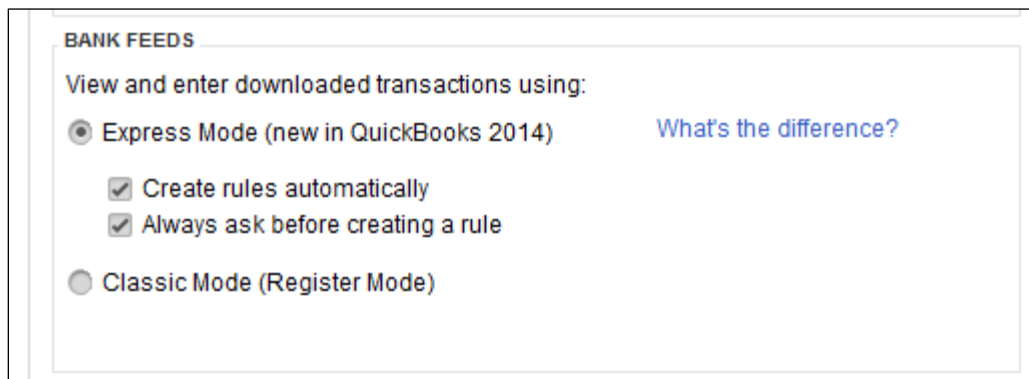 BANK FEEDS
View and enter downloaded transactions using:
Express Mode (new in QuickBooks 2014) What's the difference?
Create rules automatically
Always ask before creating a rule
Classic Mode (Register Mode)